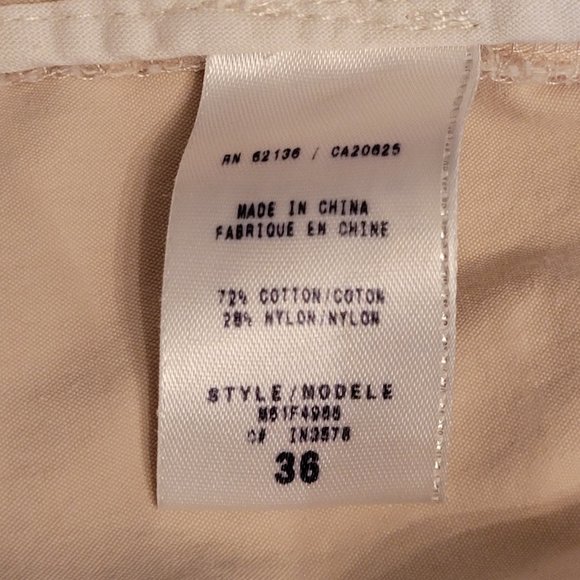 RN 62136 / CA20625
MADE IN CHINA
FABRIQUE EN CHINE
72% COTTON/COTON
28% NYLON/NYLON
STYLE/MODELE
M61F4988
C# IN3578
36